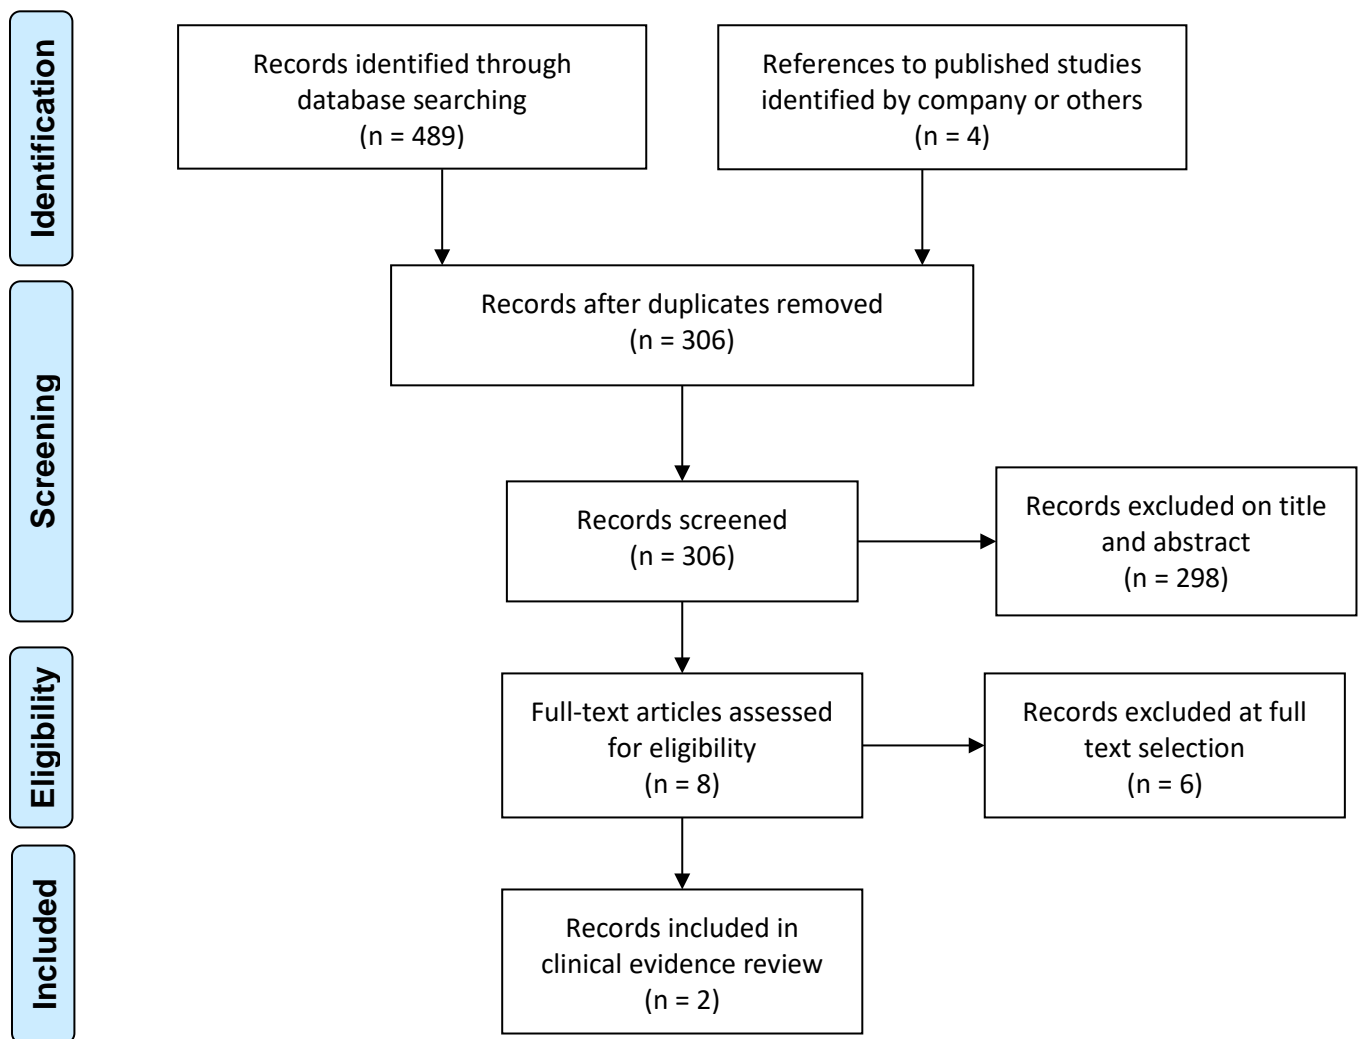 Identification
Records identified through
database searching
(n = 489)
References to published studies
identified by company or others
(n = 4)
Screening
Records after duplicates removed
(n = 306)
Records screened
(n = 306)
Records excluded on title
and abstract
(n = 298)
Eligibility
Full-text articles assessed
for eligibility
(n = 8)
Records excluded at full
text selection
(n = 6)
Included
Records included in
clinical evidence review
(n = 2)